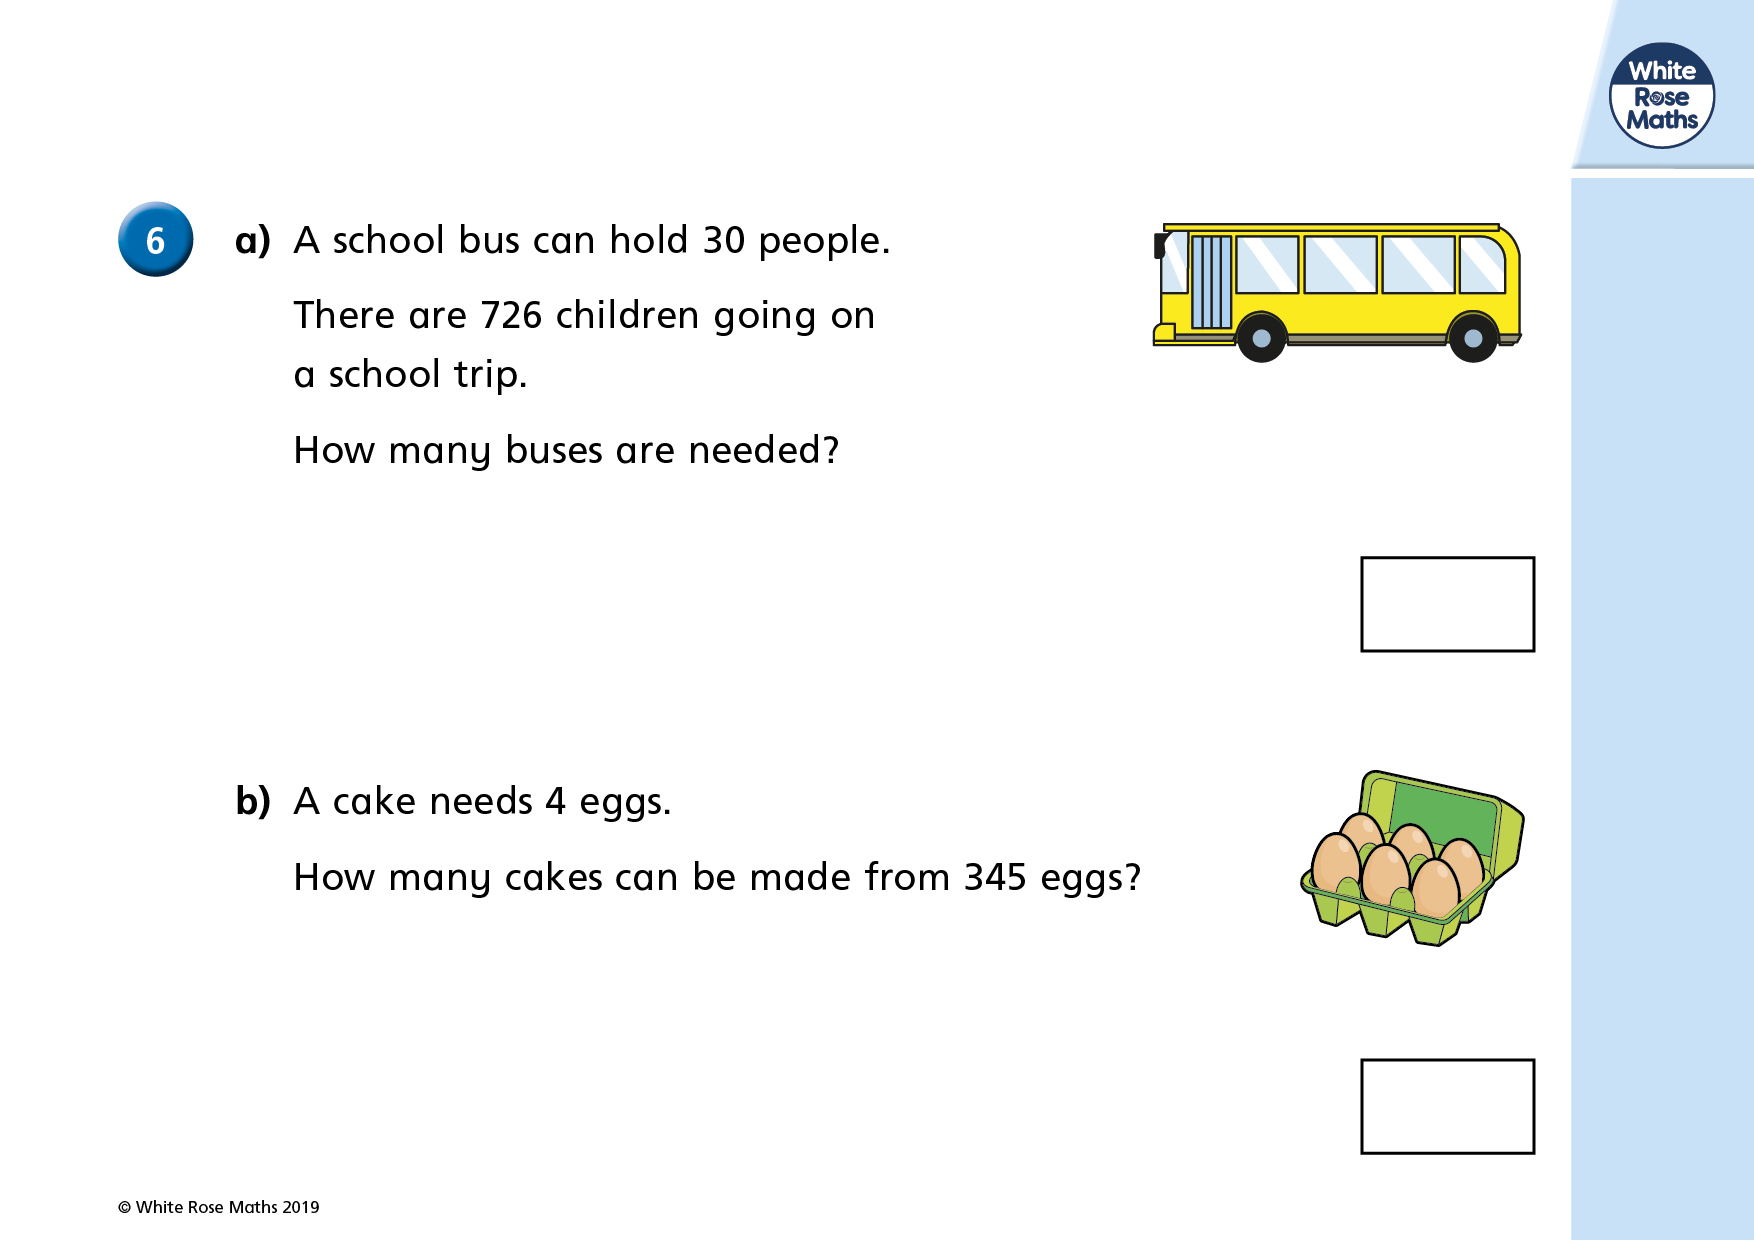 White
Rose
Maths
6 a) A school bus can hold 30 people.
There are 726 children going on
a school trip.
How many buses are needed?
b) A cake needs 4 eggs.
How many cakes can be made from 345 eggs?
© White Rose Maths 2019